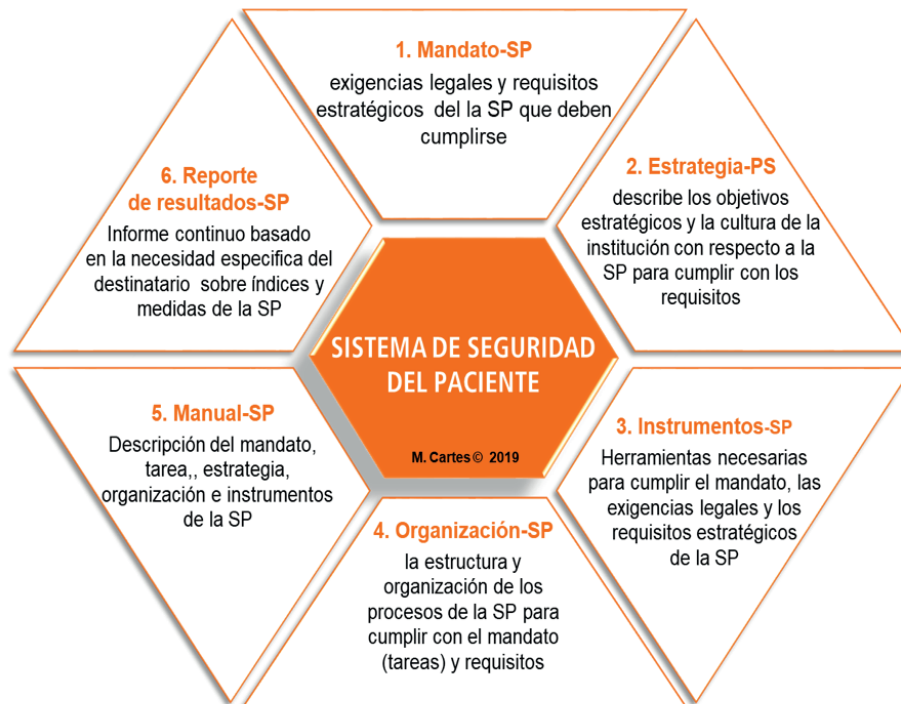 1. Mandato-SP
exigencias legales y requisitos
estratégicos del la SP que deben
cumplirse
2. Estrategia-PS
describe los objetivos
estratégicos y la cultura de la
institución con respecto a la
SP para cumplir con los
requisitos
3. Instrumentos-SP
Herramientas necesarias
para cumplir el mandato, las
exigencias legales y los
requisitos estratégicos
de la SP
4. Organización-SP
la estructura y
organización de los
procesos de la SP para
cumplir con el mandato
(tareas) y requisitos
5. Manual-SP
Descripción del mandato,
tarea,, estrategia,
organización e instrumentos
de la SP
6. Reporte
de resultados-SP
Informe continuo basado
en la necesidad especifica del
destinatario sobre índices y
medidas de la SP
SISTEMA DE SEGURIDAD
DEL PACIENTE
M. Cartes © 2019